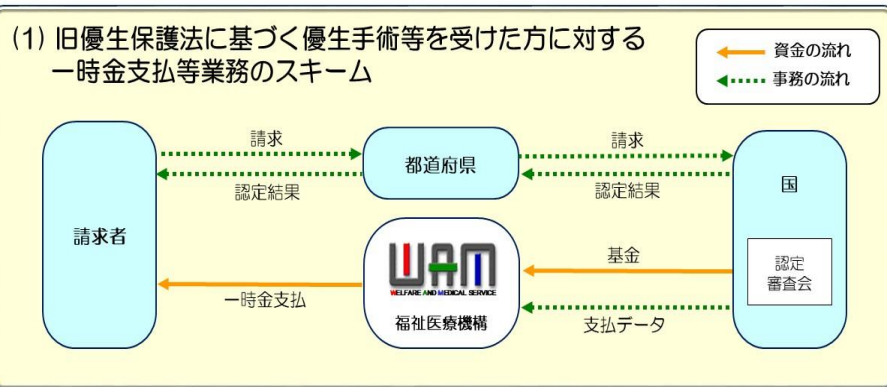 (1) 旧優生保護法に基づく優生手術等を受けた方に対する
一時金支払等業務のスキーム
資金の流れ
事務の流れ
請求
請求
都道府県
認定結果
認定結果
国
請求者
基金
認定
審査会
WAM
WELFARE AND MEDICAL SERVICE
一時金支払
福祉医療機構
支払データ